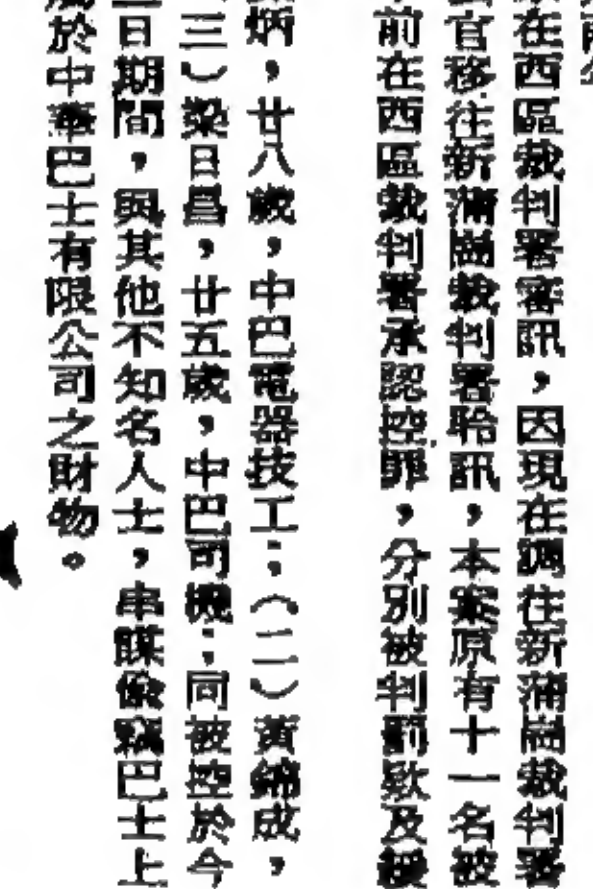 在西區裁判署審訊，因現在調往新蒲崗裁判署
官移往新蒲崗裁判署聆訊，本案原有十一名被
前在西區裁判署承認控罪，分別被判罰欵及緩
炳，廿八歲，中巴電器技工；（二）黃錦成，
三）梁日昌，廿五歲，中巴司機；同被控於今
日期間，與其他不知名人士，串謀偷竊巴士上
於中華巴士有限公司之財物。